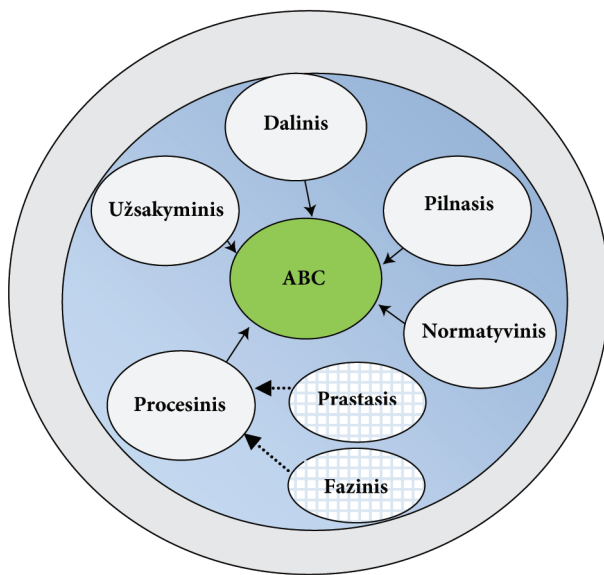 Dalinis
Užsakyminis
Pilnasis
ABC
Normatyvinis
Procesinis
Prastasis
Fazinis